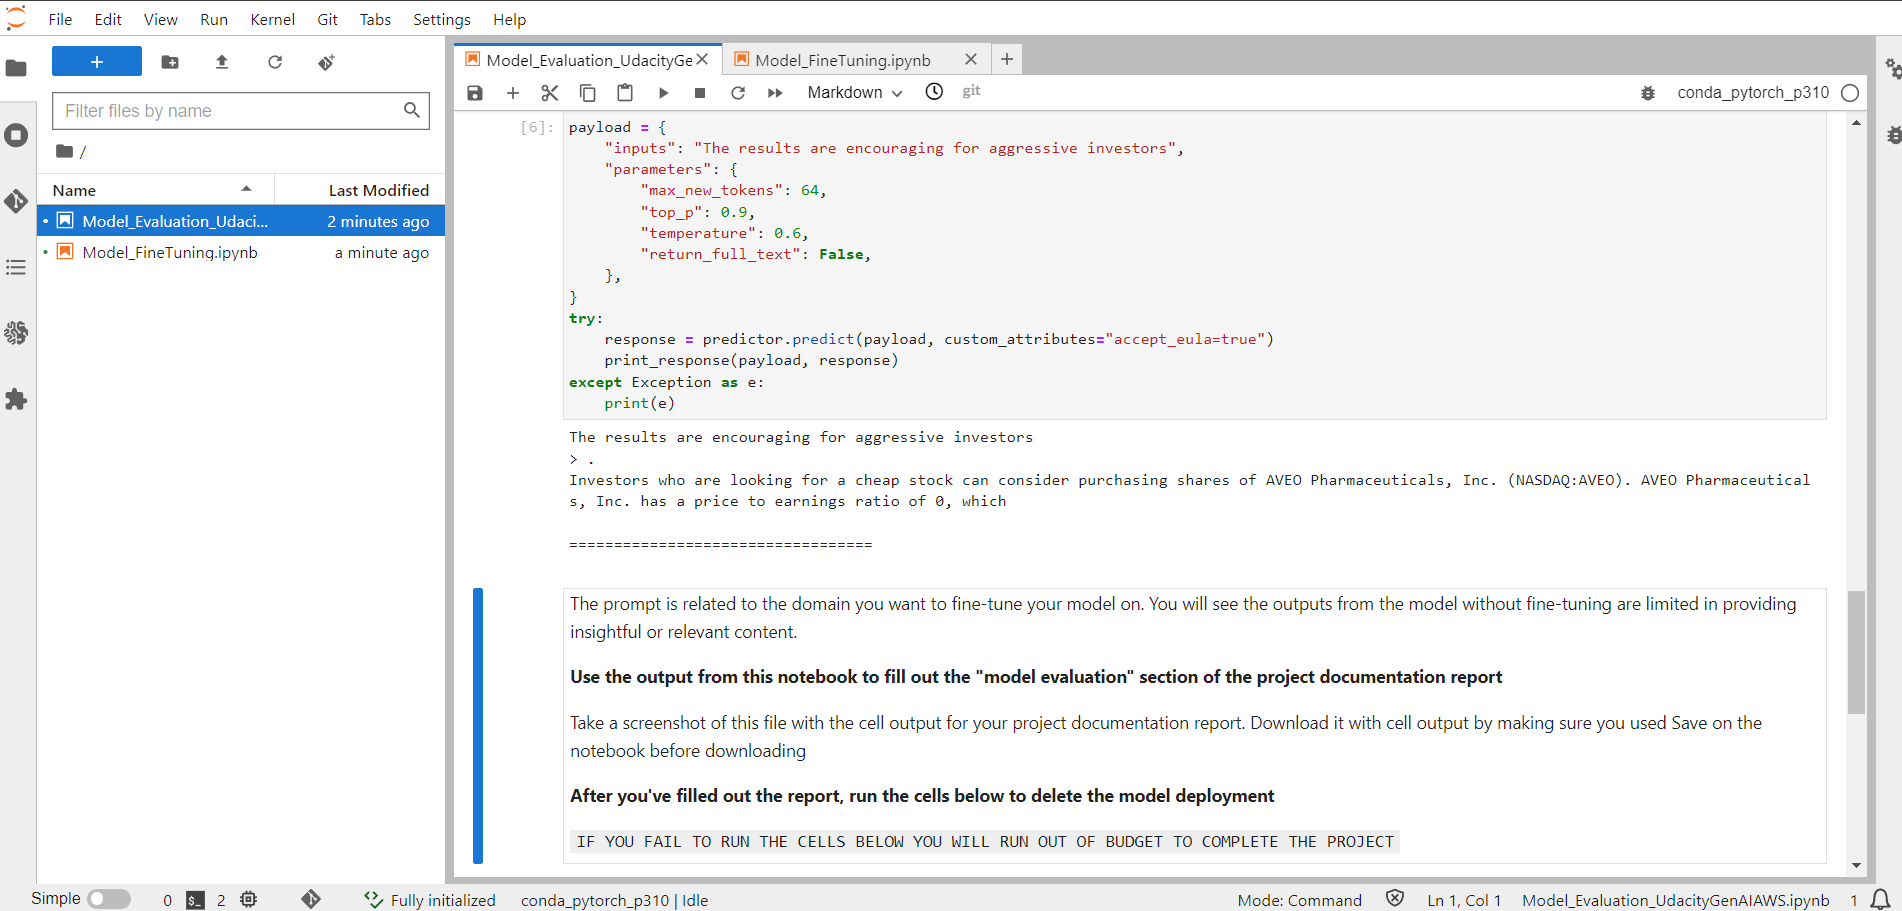 File Edit View Run Kernel Git Tabs Settings Help
+
Filter files by name
/
Name Last Modified
Model_Evaluation_Udaci... 2 minutes ago
Model_FineTuning.ipynb a minute ago
Model_Evaluation_UdacityGe
Model_FineTuning.ipynb
Markdown
git
conda_pytorch_p310
[6]:
payload = {
"inputs": "The results are encouraging for aggressive investors",
"parameters": {
"max_new_tokens": 64,
"top_p": 0.9,
"temperature": 0.6,
"return_full_text": False,
},
}
try:
response = predictor.predict(payload, custom_attributes="accept_eula=true")
print_response(payload, response)
except Exception as e:
print(e)
The results are encouraging for aggressive investors
> .
Investors who are looking for a cheap stock can consider purchasing shares of AVEO Pharmaceuticals, Inc. (NASDAQ:AVEO). AVEO Pharmaceutical
s, Inc. has a price to earnings ratio of 0, which
==================================
The prompt is related to the domain you want to fine-tune your model on. You will see the outputs from the model without fine-tuning are limited in providing
insightful or relevant content.
Use the output from this notebook to fill out the "model evaluation" section of the project documentation report
Take a screenshot of this file with the cell output for your project documentation report. Download it with cell output by making sure you used Save on the
notebook before downloading
After you've filled out the report, run the cells below to delete the model deployment
IF YOU FAIL TO RUN THE CELLS BELOW YOU WILL RUN OUT OF BUDGET TO COMPLETE THE PROJECT
Simple 0 $_ 2 Fully initialized conda_pytorch_p310 | Idle Mode: Command Ln 1, Col 1 Model_Evaluation_UdacityGenAIAWS.ipynb 1